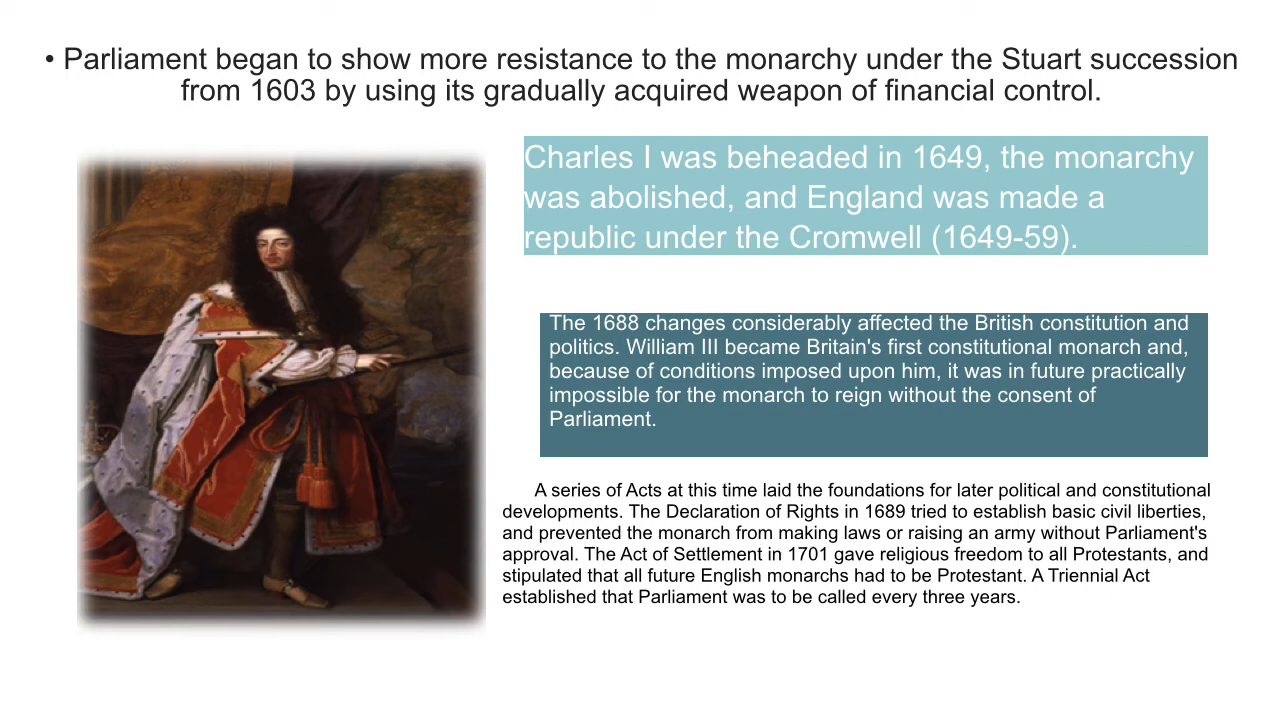 • Parliament began to show more resistance to the monarchy under the Stuart succession
from 1603 by using its gradually acquired weapon of financial control.
Charles I was beheaded in 1649, the monarchy
was abolished, and England was made a
republic under the Cromwell (1649-59).
The 1688 changes considerably affected the British constitution and
politics. William III became Britain's first constitutional monarch and,
because of conditions imposed upon him, it was in future practically
impossible for the monarch to reign without the consent of
Parliament.
A series of Acts at this time laid the foundations for later political and constitutional
developments. The Declaration of Rights in 1689 tried to establish basic civil liberties,
and prevented the monarch from making laws or raising an army without Parliament's
approval. The Act of Settlement in 1701 gave religious freedom to all Protestants, and
stipulated that all future English monarchs had to be Protestant. A Triennial Act
established that Parliament was to be called every three years.